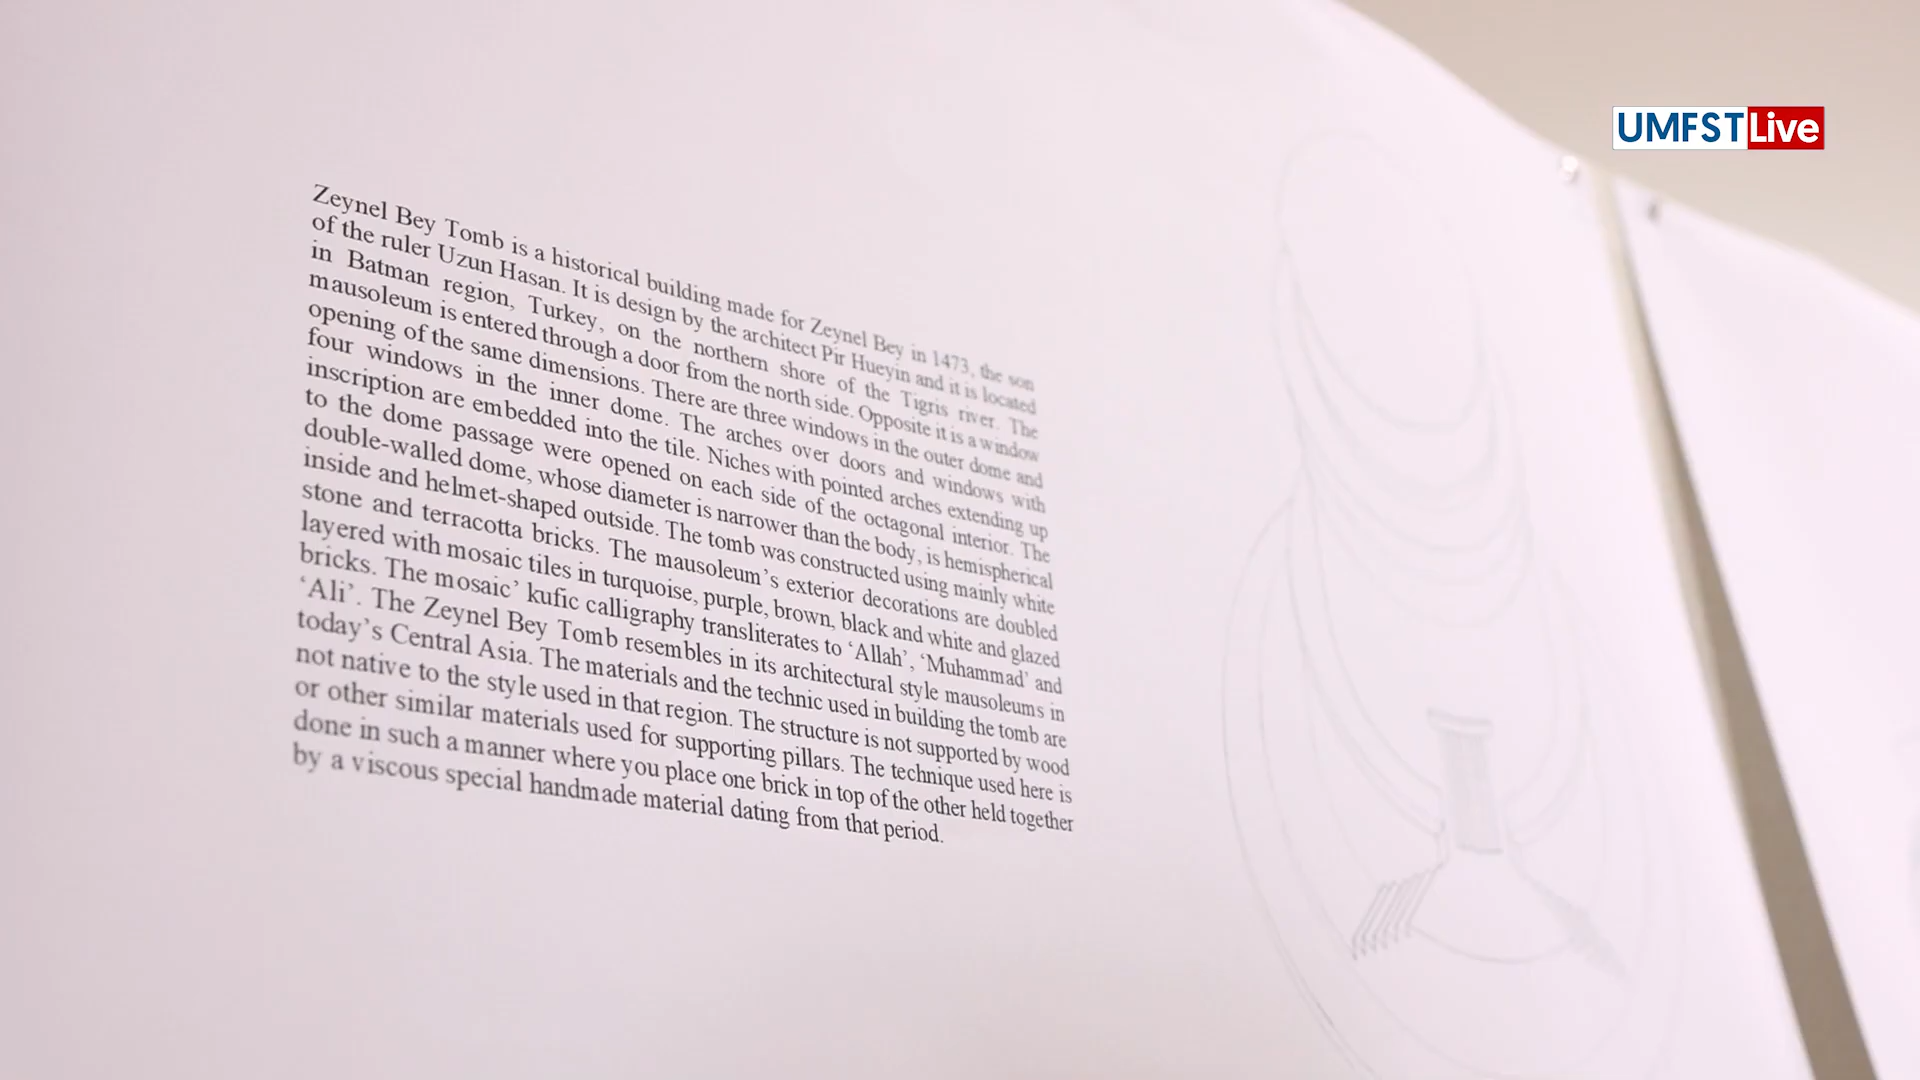 UMFSTLive
Zeynel Bey Tomb is a historical building made for Zeynel Bey in 1473, the son
of the ruler Uzun Hasan. It is design by the architect Pir Hueyin and it is located
in Batman region, Turkey, on the northern shore of the Tigris river. The
mausoleum is entered through a door from the north side. Opposite it is a window
opening of the same dimensions. There are three windows in the outer dome and
four windows in the inner dome. The arches over doors and windows with
inscription are embedded into the tile. Niches with pointed arches extending up
to the dome passage were opened on each side of the octagonal interior. The
double-walled dome, whose diameter is narrower than the body, is hemispherical
inside and helmet-shaped outside. The tomb was constructed using mainly white
stone and terracotta bricks. The mausoleum’s exterior decorations are doubled
layered with mosaic tiles in turquoise, purple, brown, black and white and glazed
bricks. The mosaic’ kufic calligraphy transliterates to ‘Allah’, ‘Muhammad’ and
‘Ali’. The Zeynel Bey Tomb resembles in its architectural style mausoleums in
today’s Central Asia. The materials and the technic used in building the tomb are
not native to the style used in that region. The structure is not supported by wood
or other similar materials used for supporting pillars. The technique used here is
done in such a manner where you place one brick in top of the other held together
by a viscous special handmade material dating from that period.